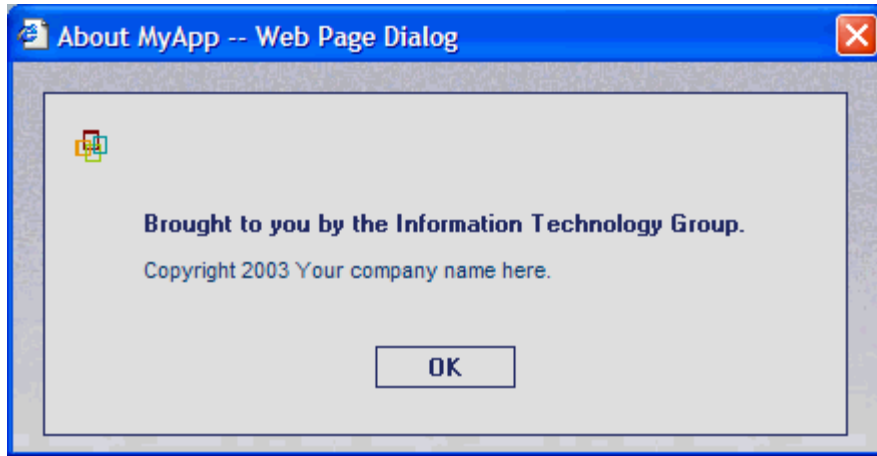 About MyApp -- Web Page Dialog
Brought to you by the Information Technology Group.
Copyright 2003 Your company name here.
OK